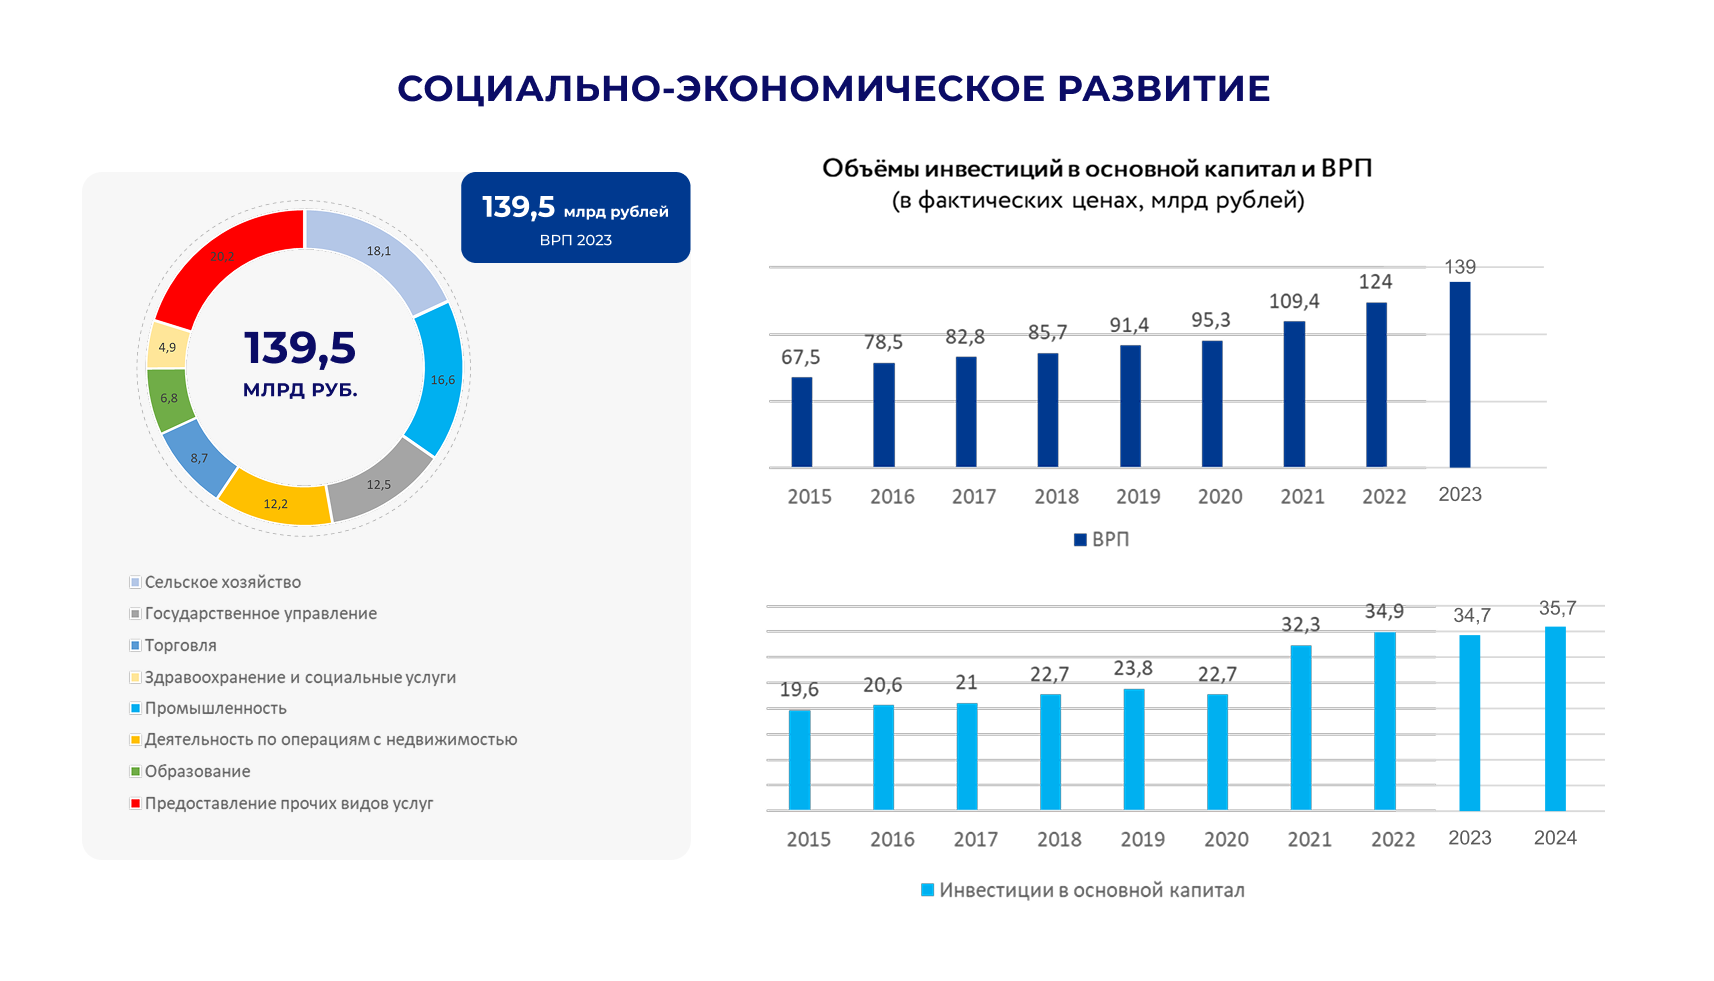 СОЦИАЛЬНО-ЭКОНОМИЧЕСКОЕ РАЗВИТИЕ
139,5 млрд рублей
ВРП 2023
18,1
16,6
12,5
12,2
8,7
6,8
4,9
20,2
139,5
МЛРД РУБ.
Сельское хозяйство
Государственное управление
Торговля
Здравоохранение и социальные услуги
Промышленность
Деятельность по операциям с недвижимостью
Образование
Предоставление прочих видов услуг
Объёмы инвестиций в основной капитал и ВРП
(в фактических ценах, млрд рублей)
67,5 78,5 82,8 85,7 91,4 95,3 109,4 124 139
2015 2016 2017 2018 2019 2020 2021 2022 2023
ВРП
19,6 20,6 21 22,7 23,8 22,7 32,3 34,9 34,7 35,7
2015 2016 2017 2018 2019 2020 2021 2022 2023 2024
Инвестиции в основной капитал